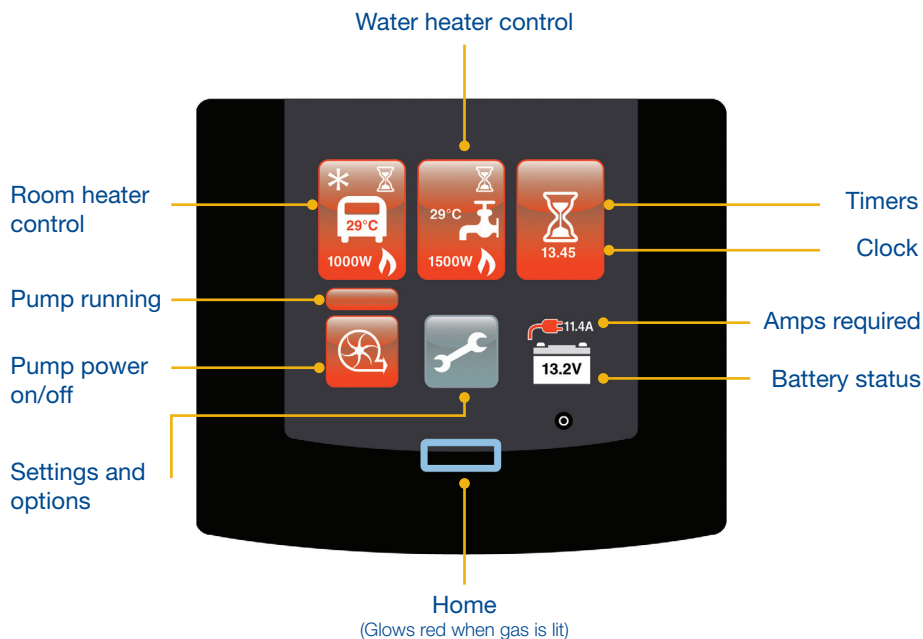 Water heater control
Room heater
control
29°C
1000W
29°C
1500W
13.45
Timers
Clock
Pump running
Pump power
on/off
11.4A
13.2V
Amps required
Battery status
Settings and
options
Home
(Glows red when gas is lit)